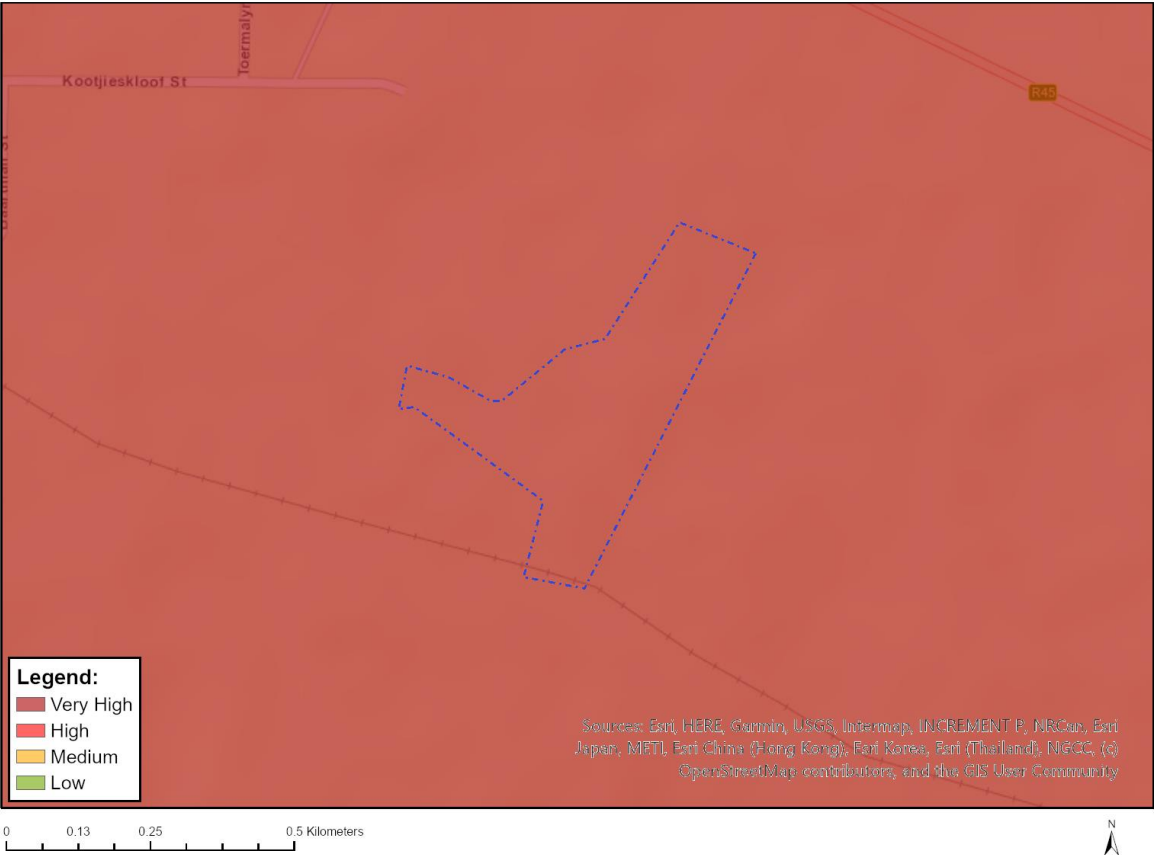 Toermalyn
Kootjieskloof St
R45
Baartman St
Legend:
Very High
High
Medium
Low
Sources: Esri, HERE, Garmin, USGS, Intermap, INCREMENT P, NRCan, Esri
Japan, METI, Esri China (Hong Kong), Esri Korea, Esri (Thailand), NGCC, (c)
OpenStreetMap contributors, and the GIS User Community
0 0.13 0.25 0.5 Kilometers
N